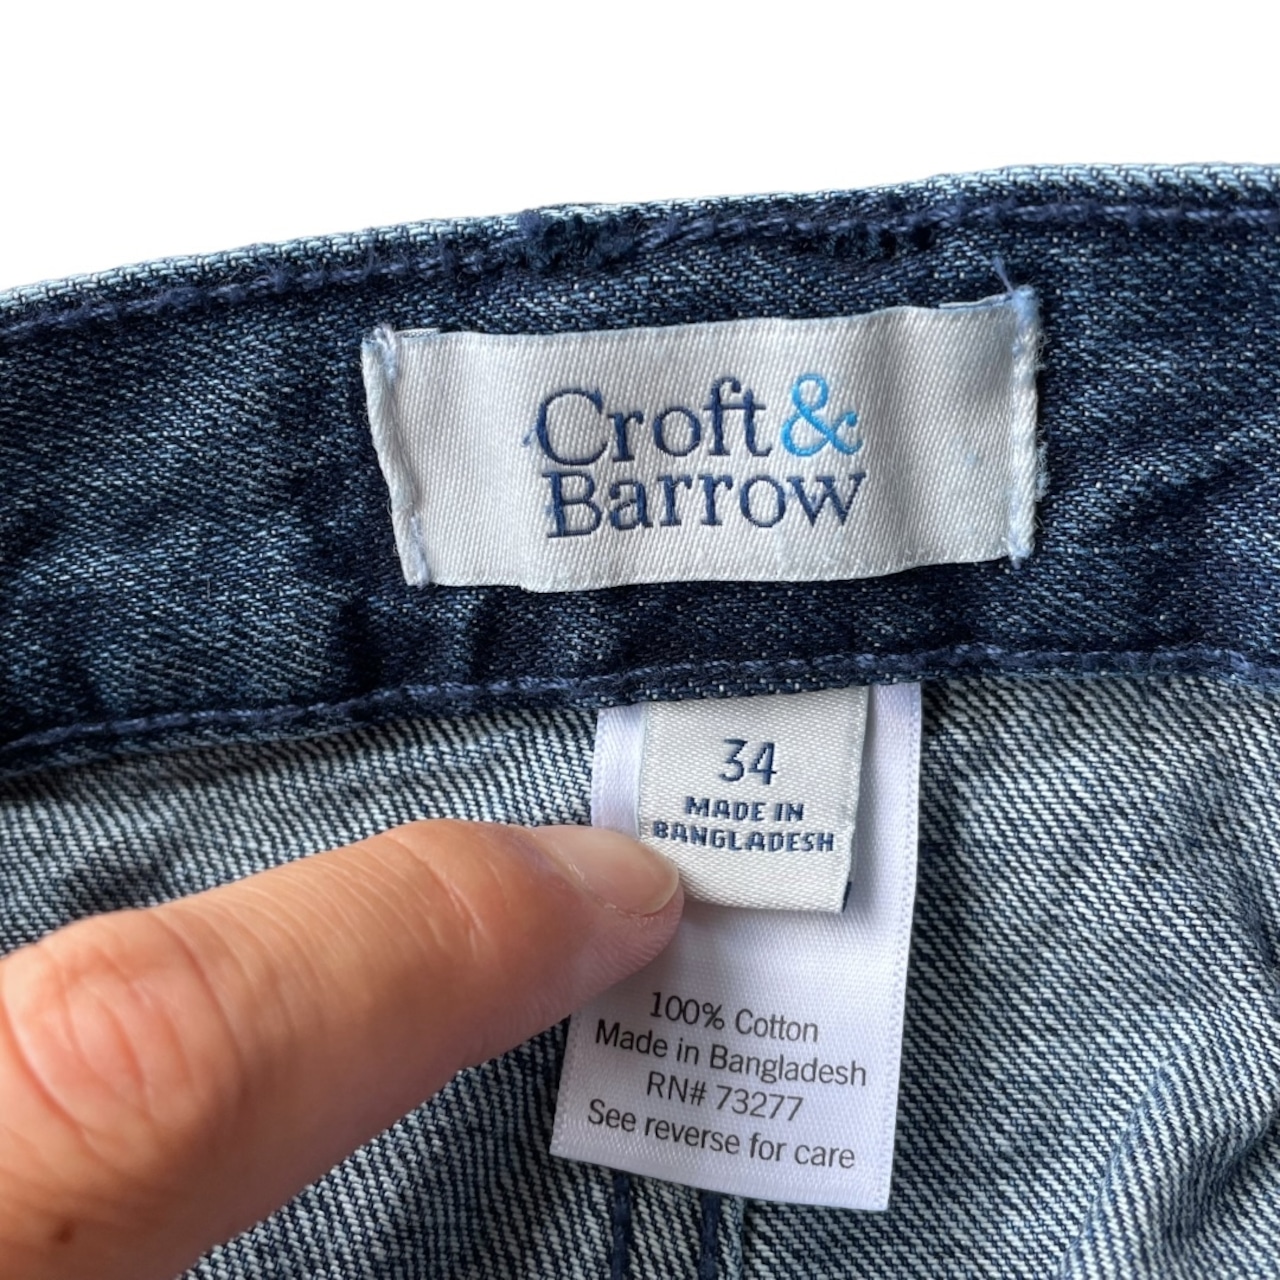 Croft &
Barrow
34
MADE IN
BANGLADESH
100% Cotton
Made in Bangladesh
RN# 73277
See reverse for care